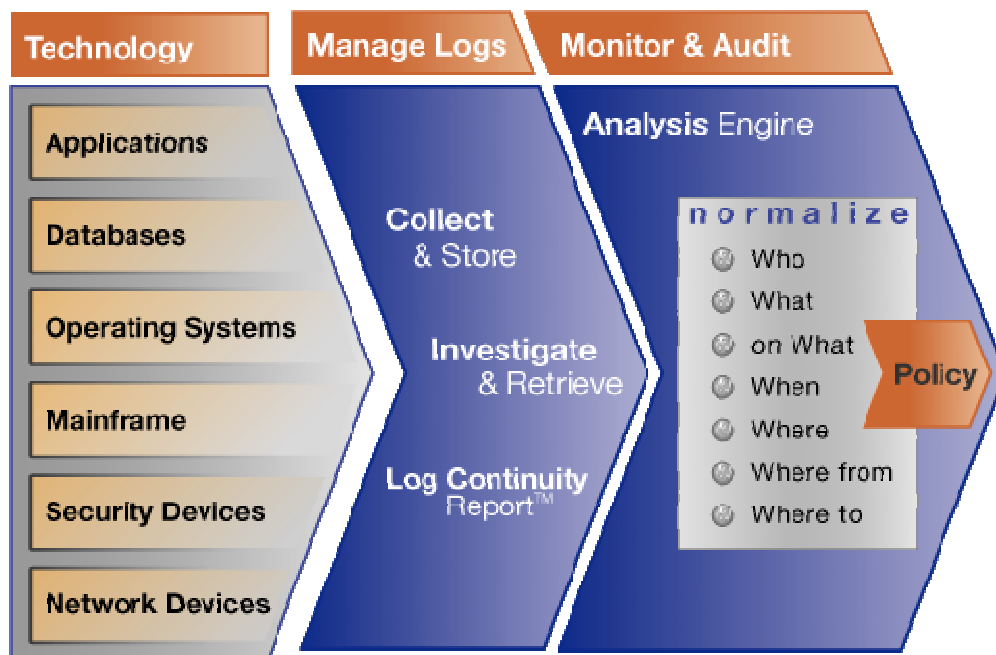 Technology
Manage Logs
Monitor & Audit
Applications
Databases
Operating Systems
Mainframe
Security Devices
Network Devices
Collect
& Store
Investigate
& Retrieve
Log Continuity
Report™
Analysis Engine
normalize
Who
What
on What
When
Where
Where from
Where to
Policy